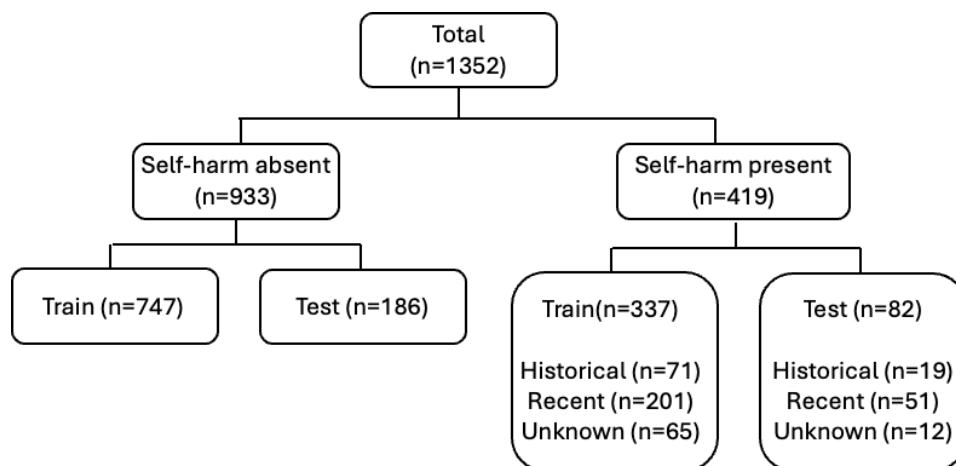 Total
(n=1352)
Self-harm absent
(n=933)
Self-harm present
(n=419)
Train (n=747)
Test (n=186)
Train(n=337)
Historical (n=71)
Recent (n=201)
Unknown (n=65)
Test (n=82)
Historical (n=19)
Recent (n=51)
Unknown (n=12)